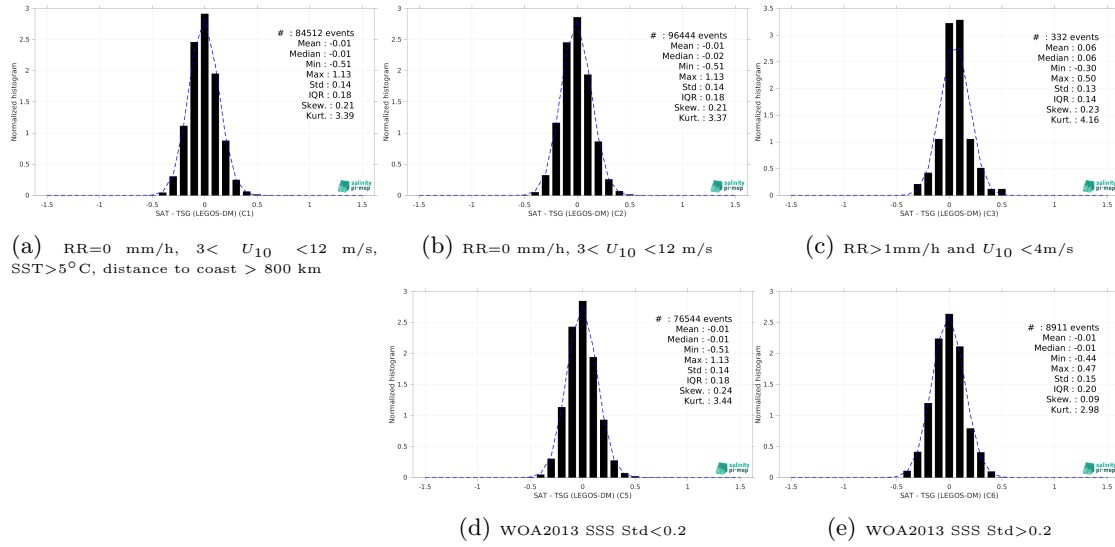 3
2.5
2
1.5
1
0.5
0
Normalized histogram
# : 84512 events
Mean : -0.01
Median : -0.01
Min : -0.51
Max : 1.13
Std : 0.14
IQR : 0.18
Skew. : 0.21
Kurt. : 3.39
salinity
pi-mep
-1.5 -1 -0.5 0 0.5 1 1.5
SAT - TSG (LEGOS-DM) (C1)
(a) RR=0 mm/h, 3< U10 <12 m/s,
SST>5°C, distance to coast > 800 km
3
2.5
2
1.5
1
0.5
0
Normalized histogram
# : 96444 events
Mean : -0.01
Median : -0.02
Min : -0.51
Max : 1.13
Std : 0.14
IQR : 0.18
Skew. : 0.21
Kurt. : 3.37
salinity
pi-mep
-1.5 -1 -0.5 0 0.5 1 1.5
SAT - TSG (LEGOS-DM) (C2)
(b) RR=0 mm/h, 3< U10 <12 m/s
3.5
3
2.5
2
1.5
1
0.5
0
Normalized histogram
# : 332 events
Mean : 0.06
Median : 0.06
Min : -0.30
Max : 0.50
Std : 0.13
IQR : 0.14
Skew. : 0.23
Kurt. : 4.16
salinity
pi-mep
-1.5 -1 -0.5 0 0.5 1 1.5
SAT - TSG (LEGOS-DM) (C3)
(c) RR>1mm/h and U10 <4m/s
3
2.5
2
1.5
1
0.5
0
Normalized histogram
# : 76544 events
Mean : -0.01
Median : -0.01
Min : -0.51
Max : 1.13
Std : 0.14
IQR : 0.18
Skew. : 0.24
Kurt. : 3.44
salinity
pi-mep
-1.5 -1 -0.5 0 0.5 1 1.5
SAT - TSG (LEGOS-DM) (C5)
(d) WOA2013 SSS Std<0.2
3
2.5
2
1.5
1
0.5
0
Normalized histogram
# : 8911 events
Mean : -0.01
Median : -0.01
Min : -0.44
Max : 0.47
Std : 0.15
IQR : 0.20
Skew. : 0.09
Kurt. : 2.98
salinity
pi-mep
-1.5 -1 -0.5 0 0.5 1 1.5
SAT - TSG (LEGOS-DM) (C6)
(e) WOA2013 SSS Std>0.2